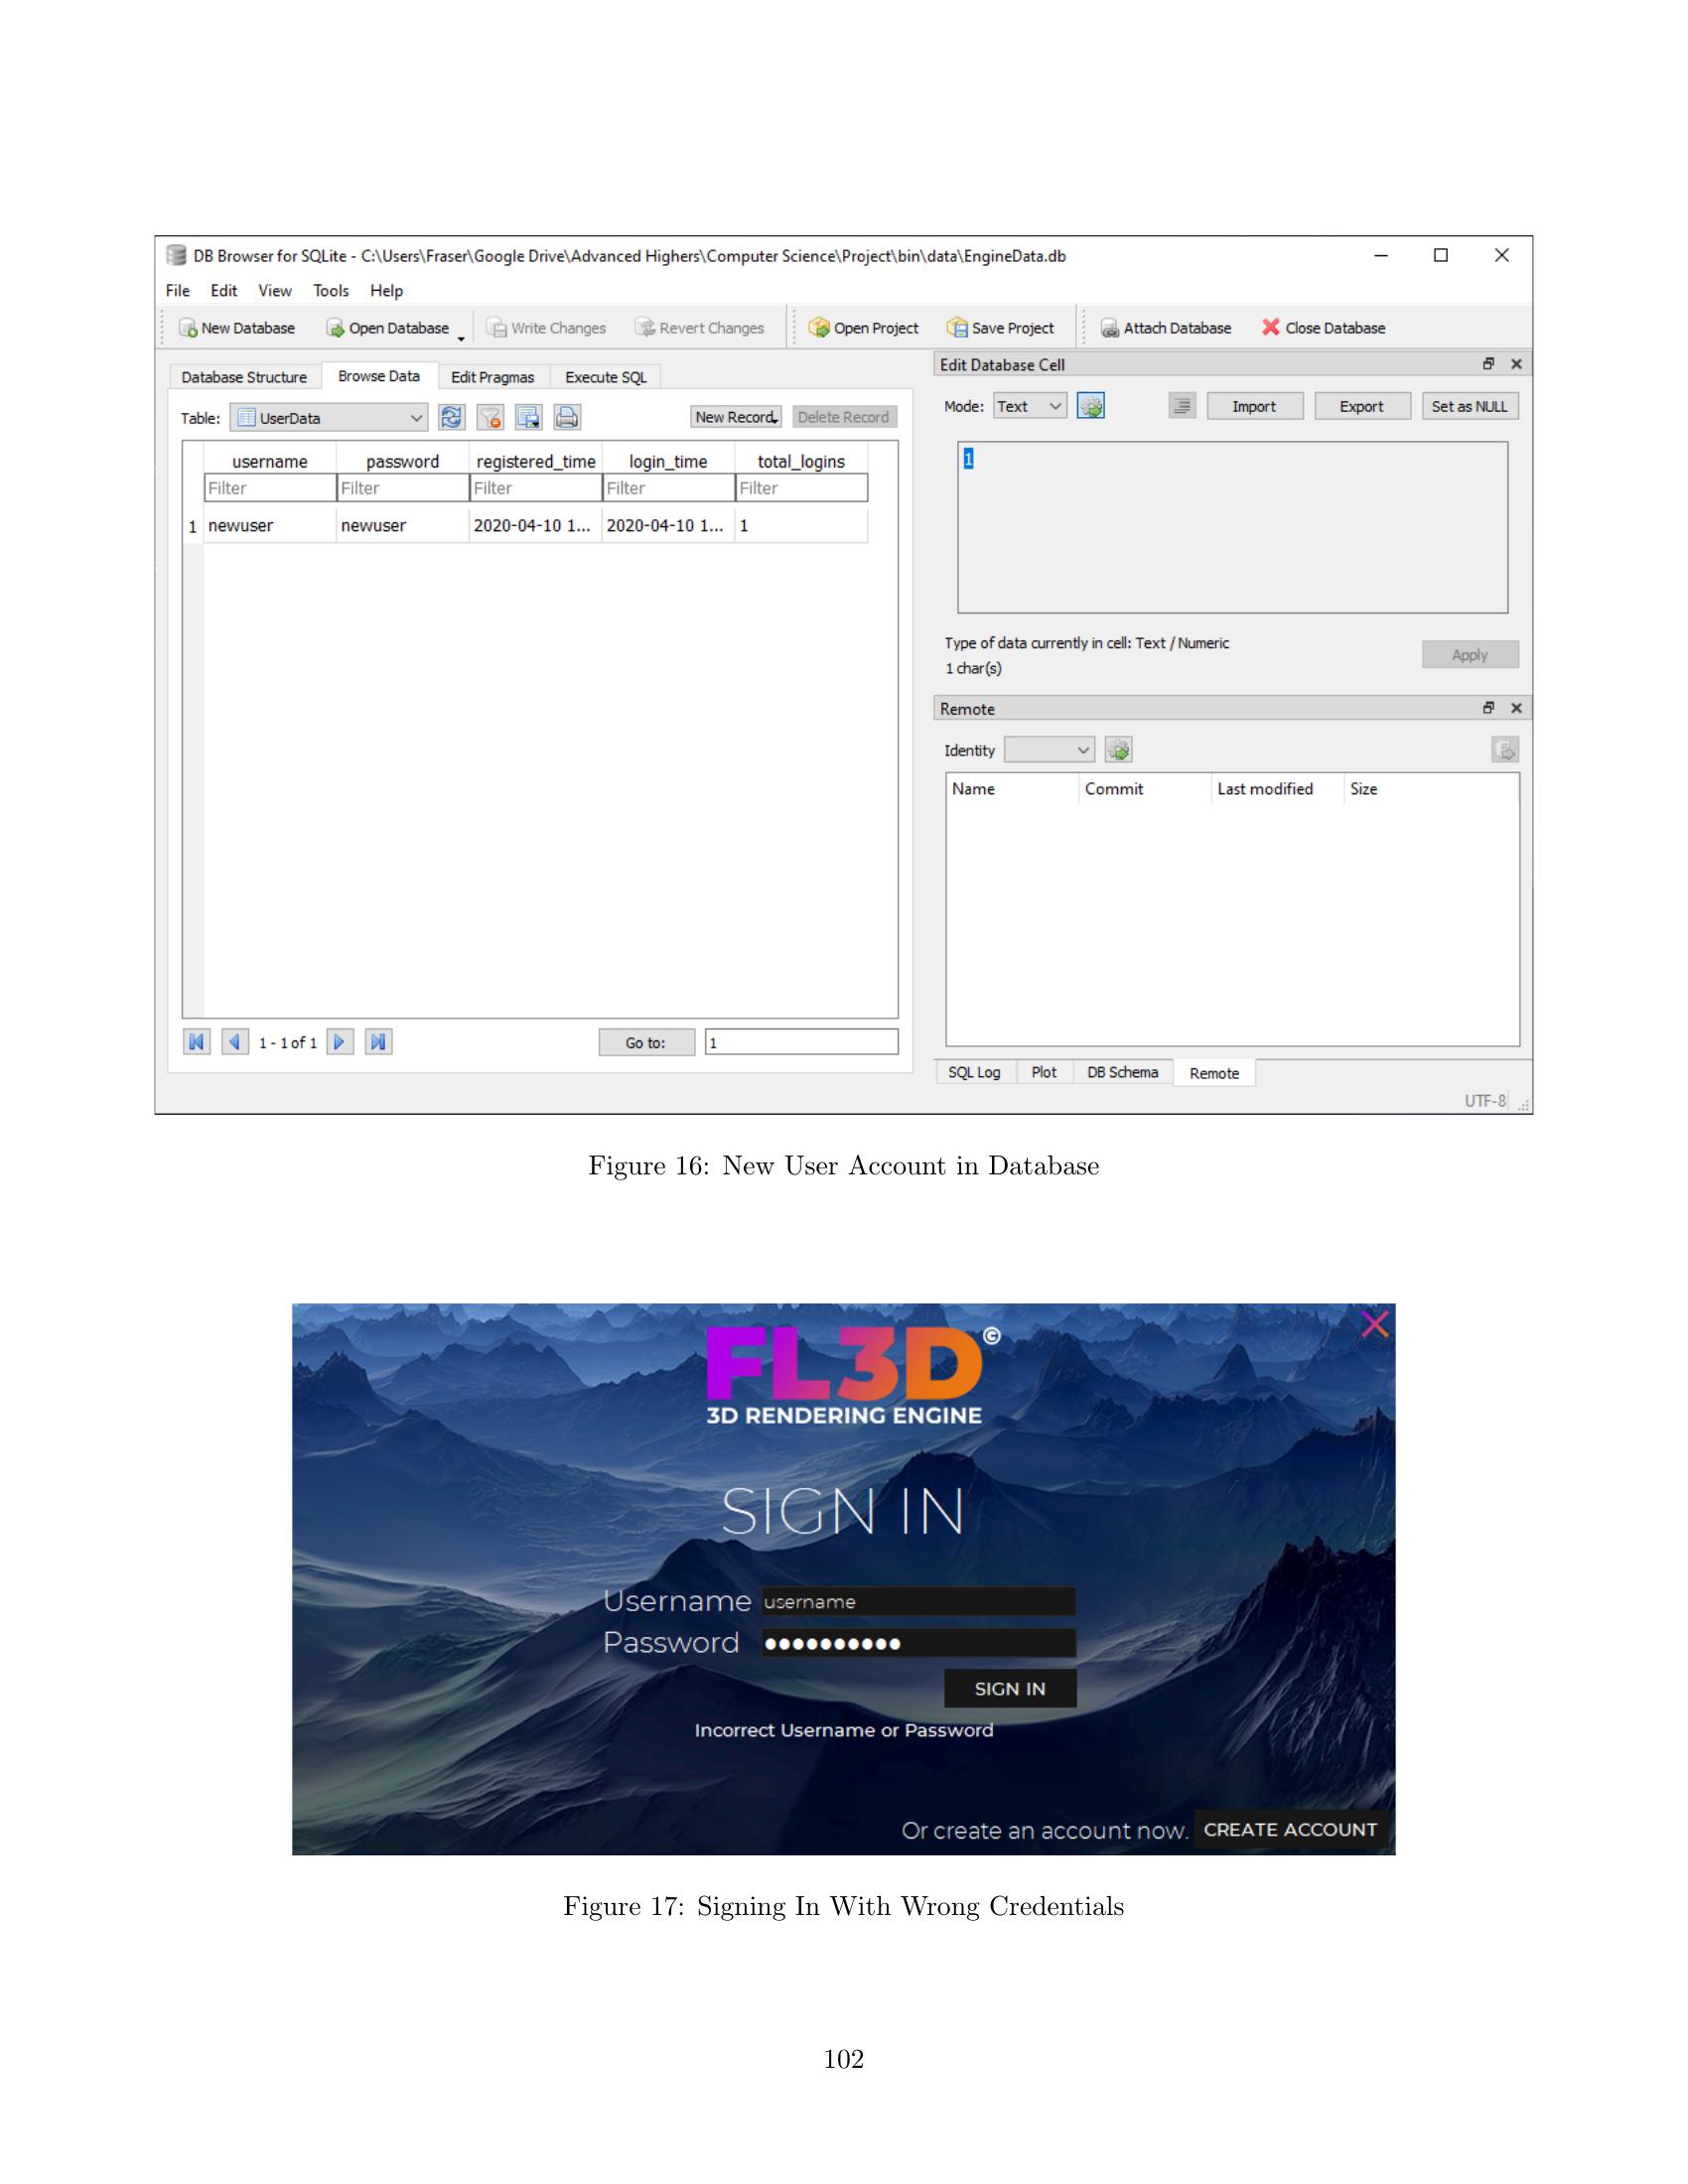 DB Browser for SQLite - C:\Users\Fraser\Google Drive\Advanced Highers\Computer Science\Project\bin\data\EngineData.db
File Edit View Tools Help
New Database Open Database Write Changes Revert Changes Open Project Save Project Attach Database Close Database
Database Structure Browse Data Edit Pragmas Execute SQL
Table: UserData New Record Delete Record
username password registered_time login_time total_logins
Filter Filter Filter Filter Filter
1 newuser newuser 2020-04-10 1... 2020-04-10 1... 1
1 - 1 of 1 Go to: 1
Edit Database Cell
Mode: Text Import Export Set as NULL
1
Type of data currently in cell: Text / Numeric
1 char(s)
Apply
Remote
Identity
Name Commit Last modified Size
SQL Log Plot DB Schema Remote
UTF-8
Figure 16: New User Account in Database
FL3D©
3D RENDERING ENGINE
SIGN IN
Username username
Password ●●●●●●●●●●
SIGN IN
Incorrect Username or Password
Or create an account now. CREATE ACCOUNT
Figure 17: Signing In With Wrong Credentials
102